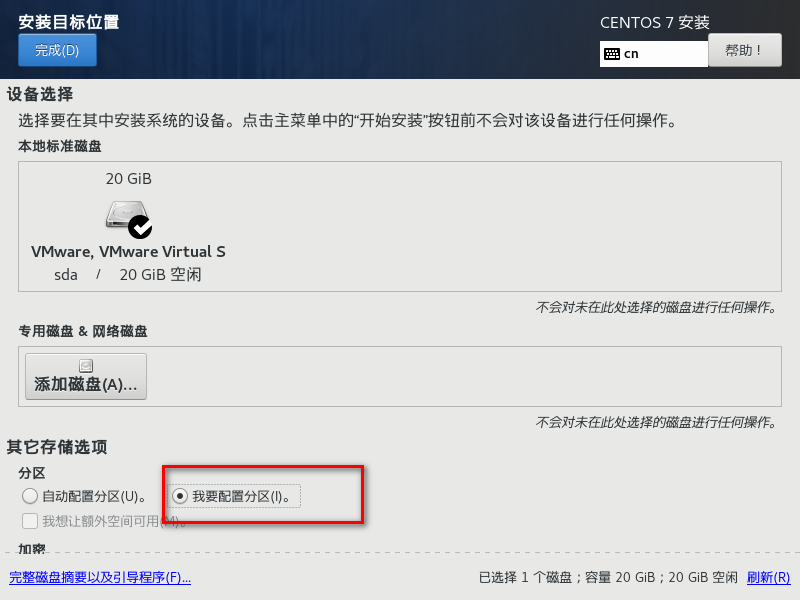 安装目标位置
CENTOS 7 安装
完成(D)
cn
帮助！
设备选择
选择要在其中安装系统的设备。点击主菜单中的“开始安装”按钮前不会对该设备进行任何操作。
本地标准磁盘
20 GiB
VMware, VMware Virtual S
sda / 20 GiB 空闲
不会对未在此处选择的磁盘进行任何操作。
专用磁盘 & 网络磁盘
添加磁盘(A)...
不会对未在此处选择的磁盘进行任何操作。
其它存储选项
分区
自动配置分区(U)。 我要配置分区(I)。
我想让额外空间可用(M)。
加密
完整磁盘摘要以及引导程序(F)...
已选择 1 个磁盘；容量 20 GiB；20 GiB 空闲 刷新(R)